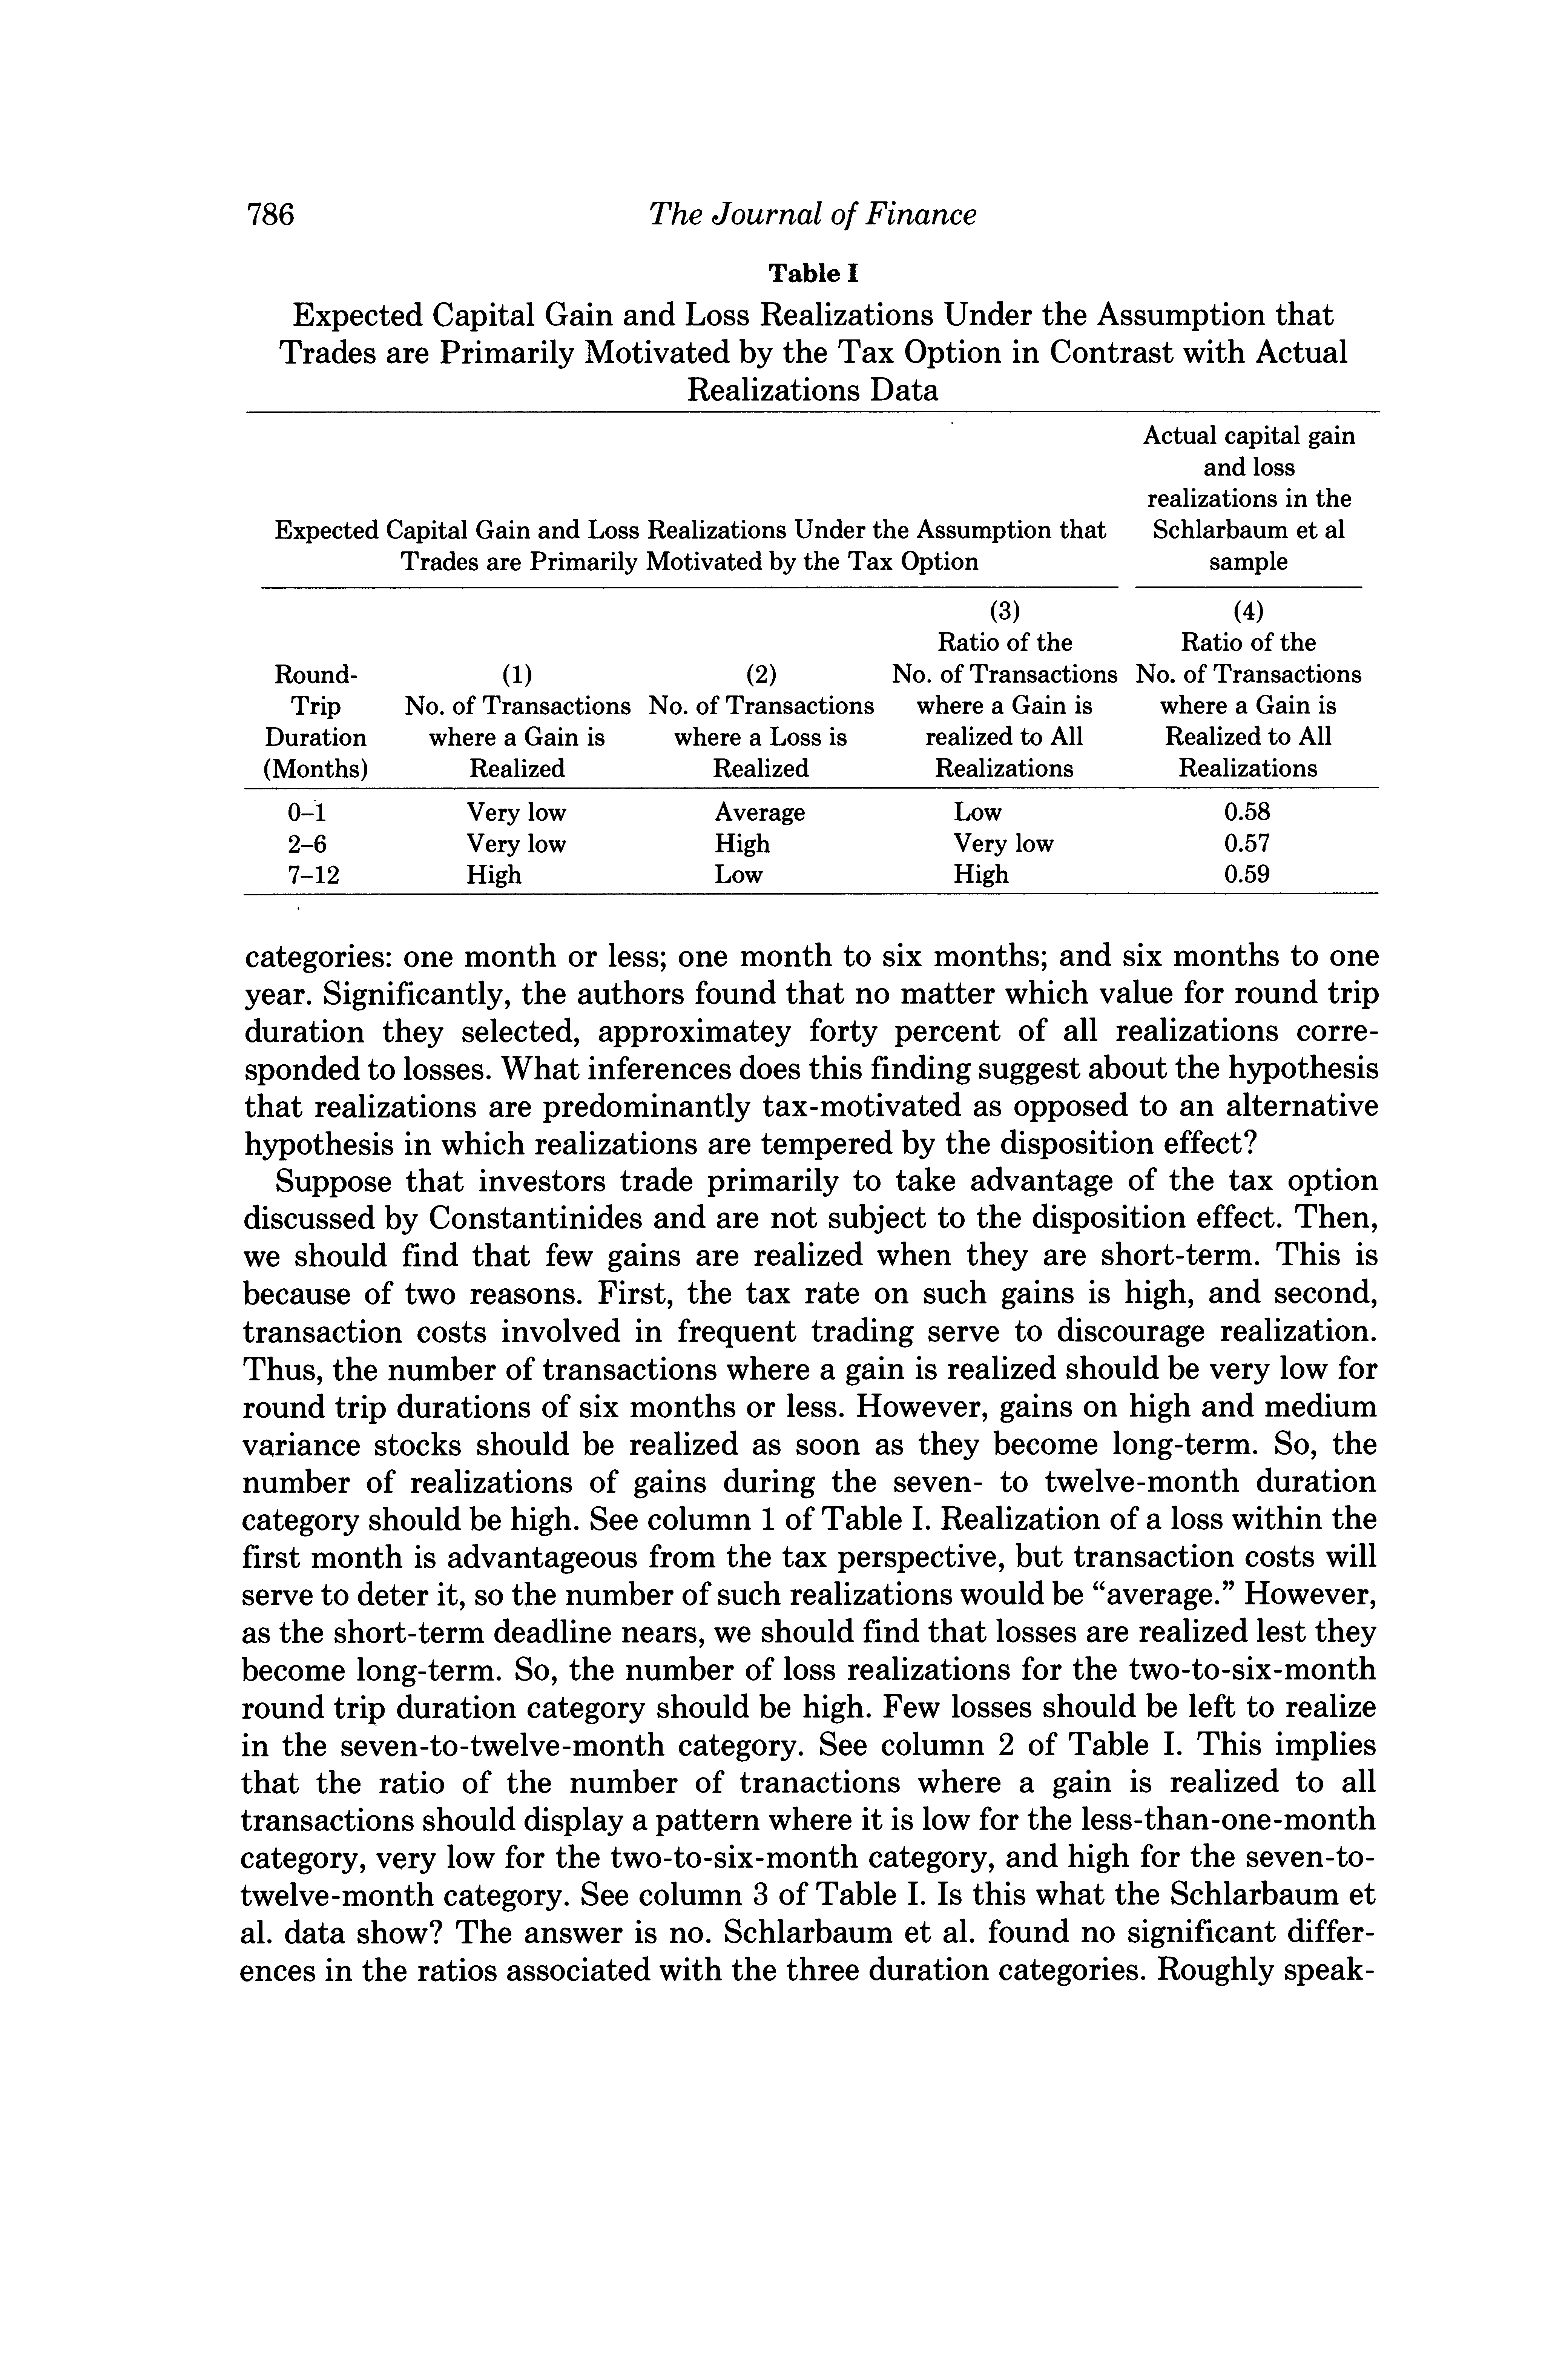 786
The Journal of Finance
Table I
Expected Capital Gain and Loss Realizations Under the Assumption that
Trades are Primarily Motivated by the Tax Option in Contrast with Actual
Realizations Data
Actual capital gain
and loss
realizations in the
Expected Capital Gain and Loss Realizations Under the Assumption that Schlarbaum et al
Trades are Primarily Motivated by the Tax Option sample
(3) (4)
Ratio of the Ratio of the
Round- (1) (2) No. of Transactions No. of Transactions
Trip No. of Transactions No. of Transactions where a Gain is where a Gain is
Duration where a Gain is where a Loss is realized to All Realized to All
(Months) Realized Realized Realizations Realizations
0–1 Very low Average Low 0.58
2–6 Very low High Very low 0.57
7–12 High Low High 0.59
categories: one month or less; one month to six months; and six months to one
year. Significantly, the authors found that no matter which value for round trip
duration they selected, approximatey forty percent of all realizations corre-
sponded to losses. What inferences does this finding suggest about the hypothesis
that realizations are predominantly tax-motivated as opposed to an alternative
hypothesis in which realizations are tempered by the disposition effect?
Suppose that investors trade primarily to take advantage of the tax option
discussed by Constantinides and are not subject to the disposition effect. Then,
we should find that few gains are realized when they are short-term. This is
because of two reasons. First, the tax rate on such gains is high, and second,
transaction costs involved in frequent trading serve to discourage realization.
Thus, the number of transactions where a gain is realized should be very low for
round trip durations of six months or less. However, gains on high and medium
variance stocks should be realized as soon as they become long-term. So, the
number of realizations of gains during the seven- to twelve-month duration
category should be high. See column 1 of Table I. Realization of a loss within the
first month is advantageous from the tax perspective, but transaction costs will
serve to deter it, so the number of such realizations would be “average.” However,
as the short-term deadline nears, we should find that losses are realized lest they
become long-term. So, the number of loss realizations for the two-to-six-month
round trip duration category should be high. Few losses should be left to realize
in the seven-to-twelve-month category. See column 2 of Table I. This implies
that the ratio of the number of tranactions where a gain is realized to all
transactions should display a pattern where it is low for the less-than-one-month
category, very low for the two-to-six-month category, and high for the seven-to-
twelve-month category. See column 3 of Table I. Is this what the Schlarbaum et
al. data show? The answer is no. Schlarbaum et al. found no significant differ-
ences in the ratios associated with the three duration categories. Roughly speak-